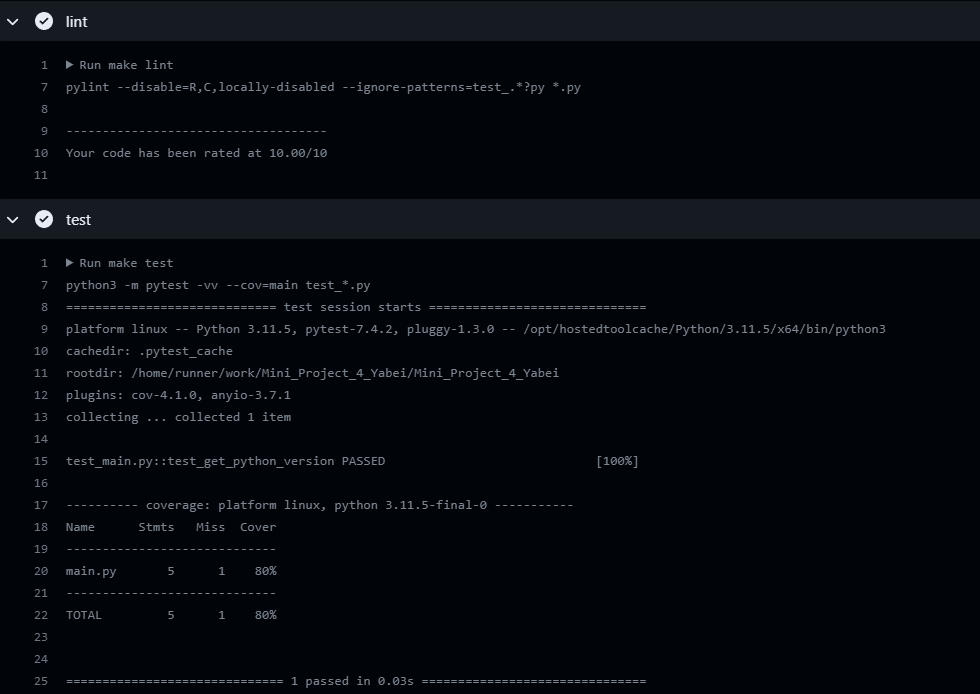 lint
1 Run make lint
7 pylint --disable=R,C,locally-disabled --ignore-patterns=test_.*?py *.py
8
9 ------------------------------------
10 Your code has been rated at 10.00/10
11
test
1 Run make test
7 python3 -m pytest -vv --cov=main test_*.py
8 ============================= test session starts ==============================
9 platform linux -- Python 3.11.5, pytest-7.4.2, pluggy-1.3.0 -- /opt/hostedtoolcache/Python/3.11.5/x64/bin/python3
10 cachedir: .pytest_cache
11 rootdir: /home/runner/work/Mini_Project_4_Yabei/Mini_Project_4_Yabei
12 plugins: cov-4.1.0, anyio-3.7.1
13 collecting ... collected 1 item
14
15 test_main.py::test_get_python_version PASSED                             [100%]
16
17 ---------- coverage: platform linux, python 3.11.5-final-0 -----------
18 Name      Stmts   Miss  Cover
19 -----------------------------
20 main.py       5      1    80%
21 -----------------------------
22 TOTAL         5      1    80%
23
24
25 ============================== 1 passed in 0.03s ===============================